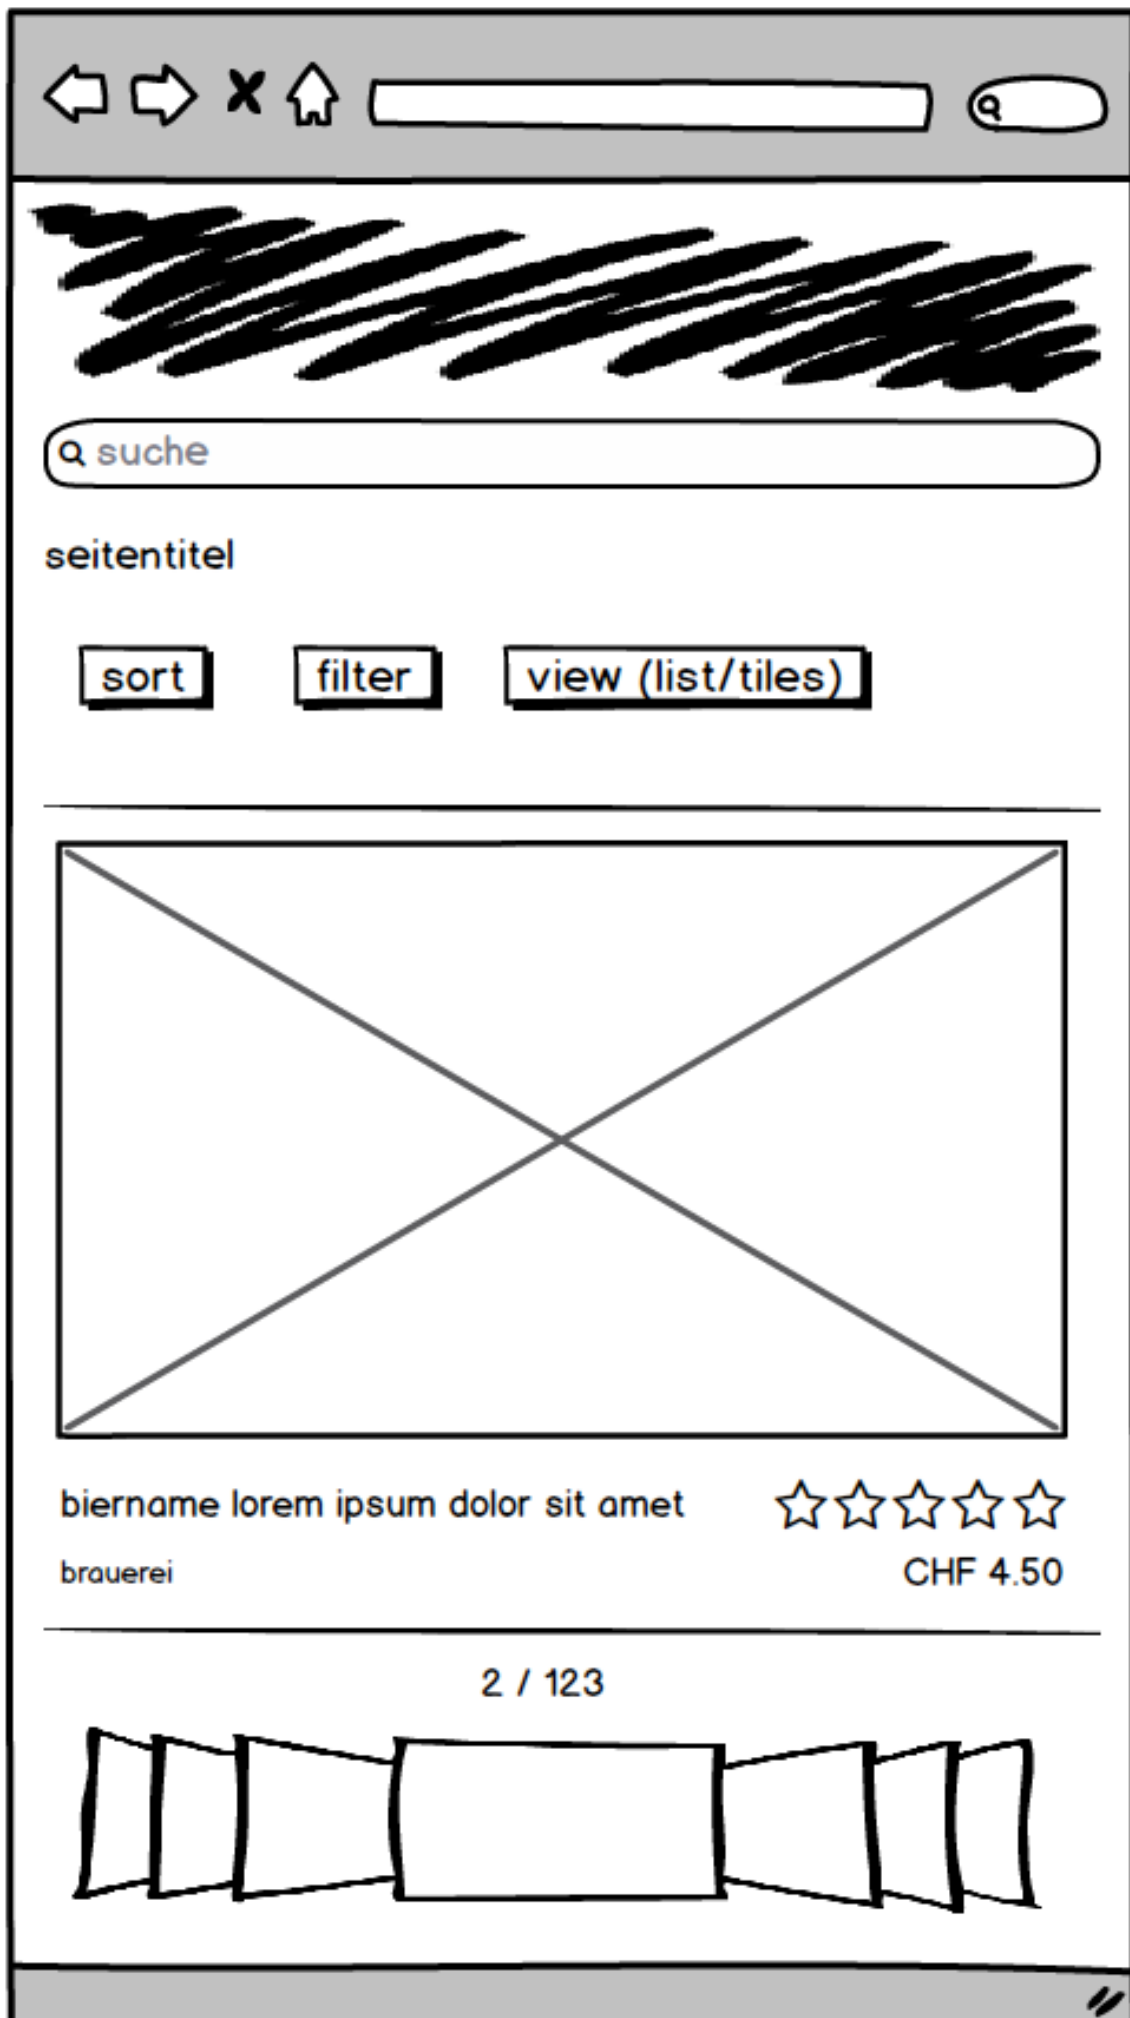 suche
seitentitel
sort filter view (list/tiles)
biername lorem ipsum dolor sit amet
brauerei CHF 4.50
2 / 123